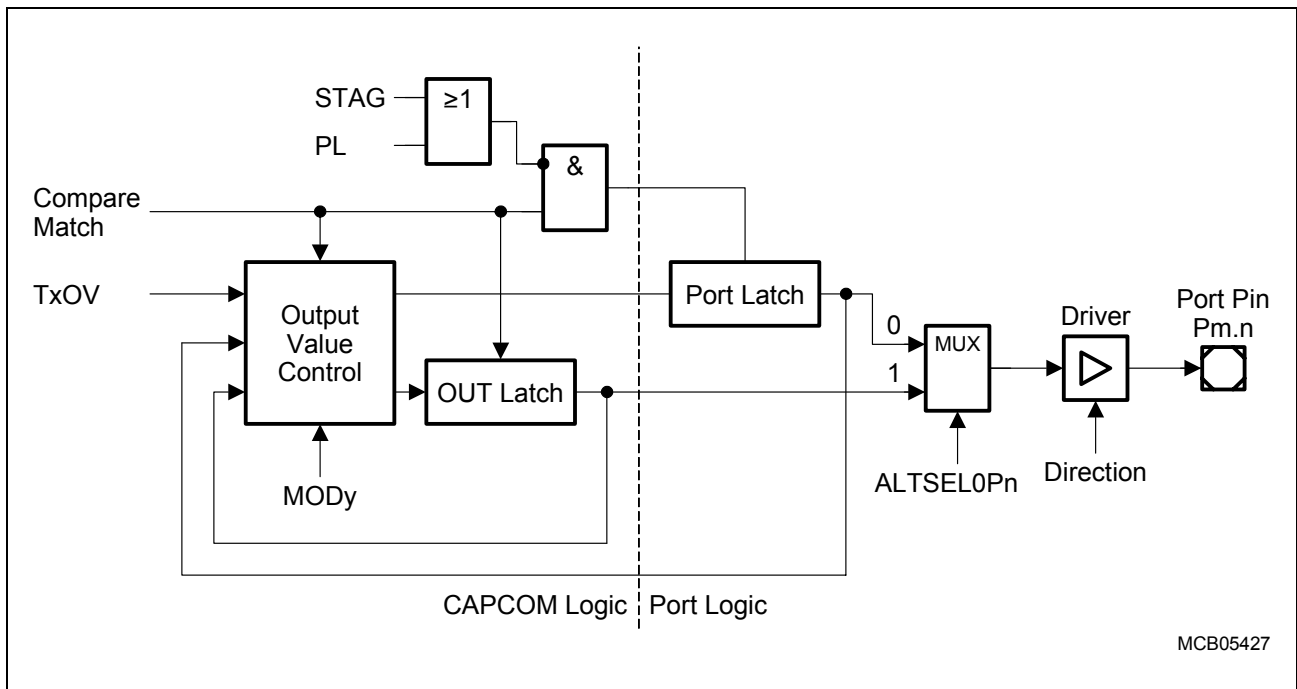 STAG
≥1
PL
&
Compare
Match
TxOV
Output
Value
Control
Port Latch
OUT Latch
0
1
MUX
Driver
Port Pin
Pm.n
MODy
ALTSEL0Pn
Direction
CAPCOM Logic
Port Logic
MCB05427